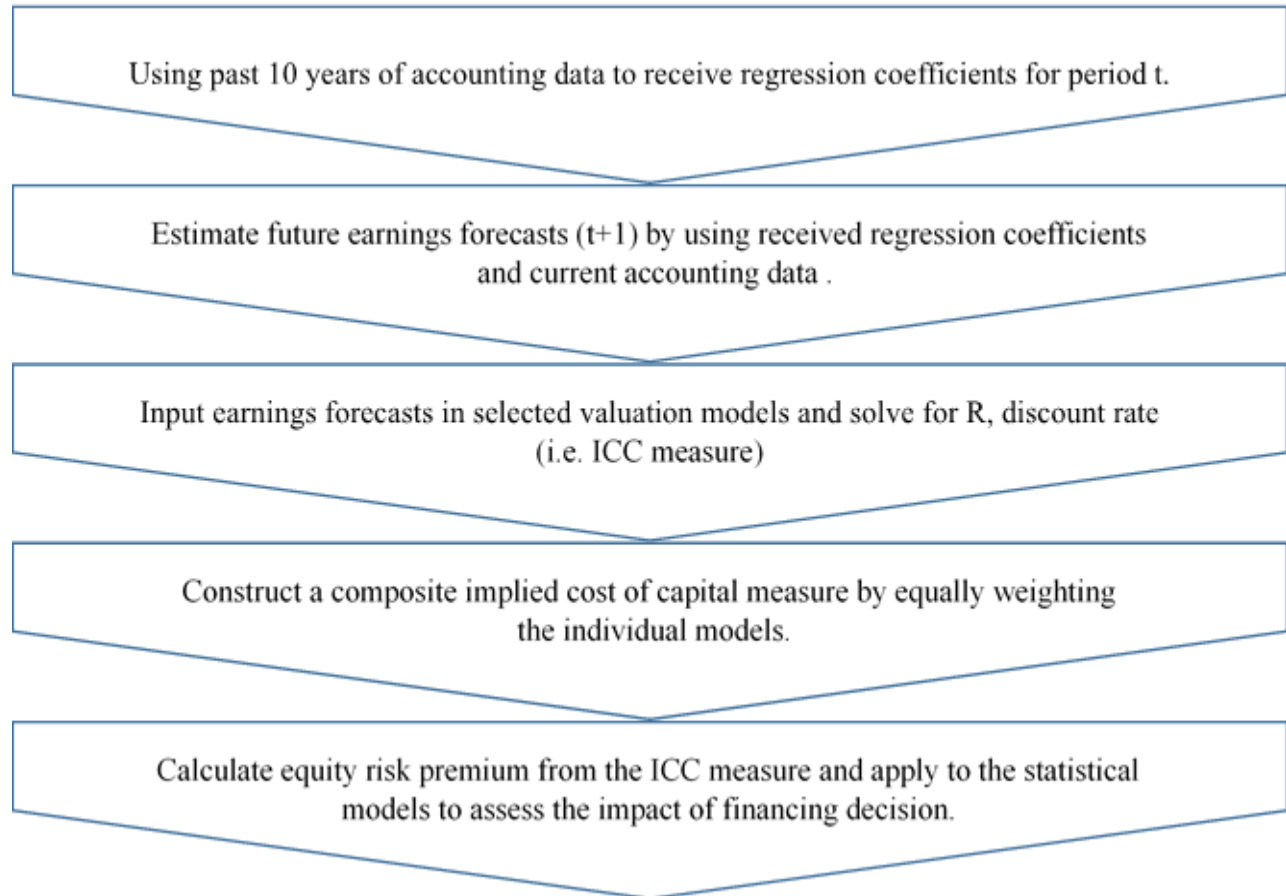 Using past 10 years of accounting data to receive regression coefficients for period t.
Estimate future earnings forecasts (t+1) by using received regression coefficients
and current accounting data .
Input earnings forecasts in selected valuation models and solve for R, discount rate
(i.e. ICC measure)
Construct a composite implied cost of capital measure by equally weighting
the individual models.
Calculate equity risk premium from the ICC measure and apply to the statistical
models to assess the impact of financing decision.